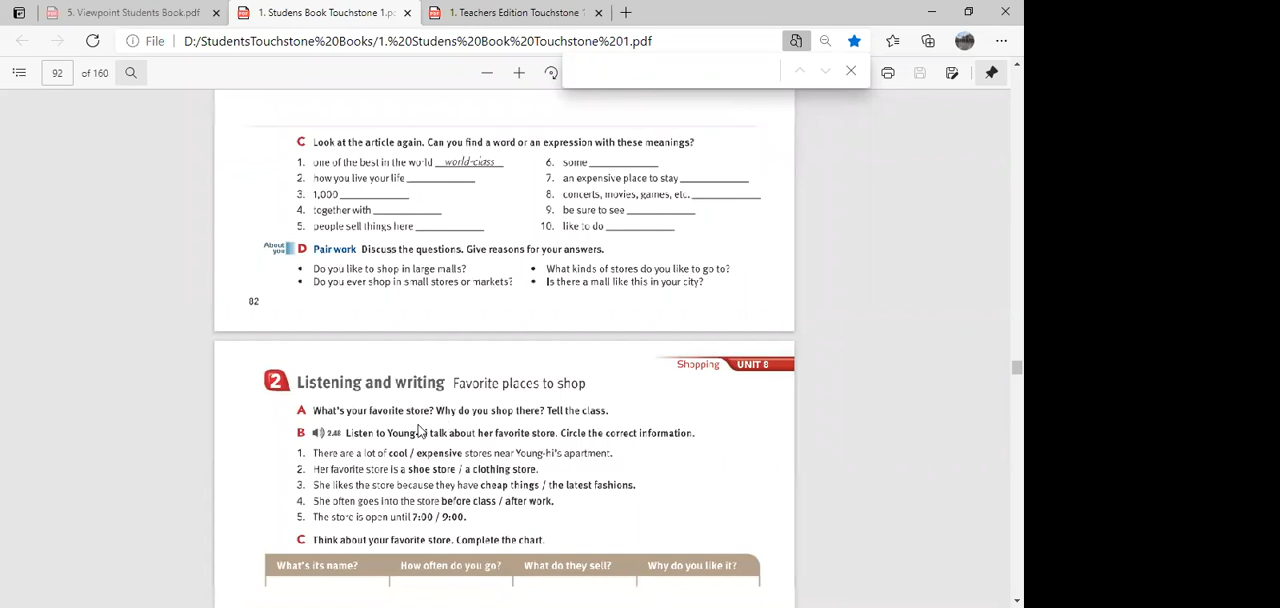 5. Viewpoint Students Book.pdf
1. Studens Book Touchstone 1.p
1. Teachers Edition Touchstone
File D:/StudentsTouchstone%20Books/1.%20Studens%20Book%20Touchstone%201.pdf
92 of 160
C Look at the article again. Can you find a word or an expression with these meanings?
1. one of the best in the world world-class
2. how you live your life
3. 1,000
4. together with
5. people sell things here
6. some
7. an expensive place to stay
8. concerts, movies, games, etc.
9. be sure to see
10. like to do
About you D Pair work Discuss the questions. Give reasons for your answers.
• Do you like to shop in large malls?
• Do you ever shop in small stores or markets?
• What kinds of stores do you like to go to?
• Is there a mall like this in your city?
82
Shopping UNIT 8
2 Listening and writing Favorite places to shop
A What's your favorite store? Why do you shop there? Tell the class.
B 2.48 Listen to Young-hi talk about her favorite store. Circle the correct information.
1. There are a lot of cool / expensive stores near Young-hi's apartment.
2. Her favorite store is a shoe store / a clothing store.
3. She likes the store because they have cheap things / the latest fashions.
4. She often goes into the store before class / after work.
5. The store is open until 7:00 / 9:00.
C Think about your favorite store. Complete the chart.
What's its name? How often do you go? What do they sell? Why do you like it?